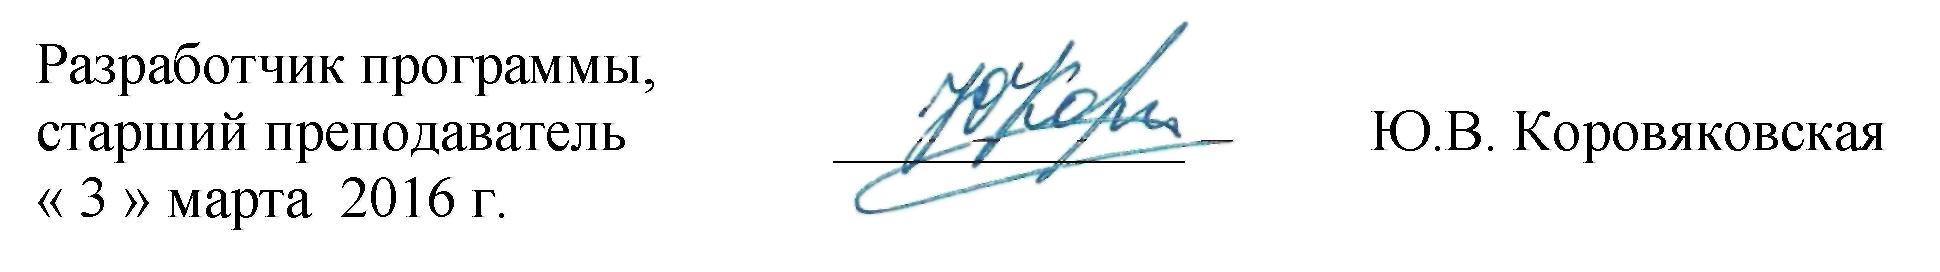 Разработчик программы,
старший преподаватель Ю.В. Коровяковская
« 3 » марта 2016 г.